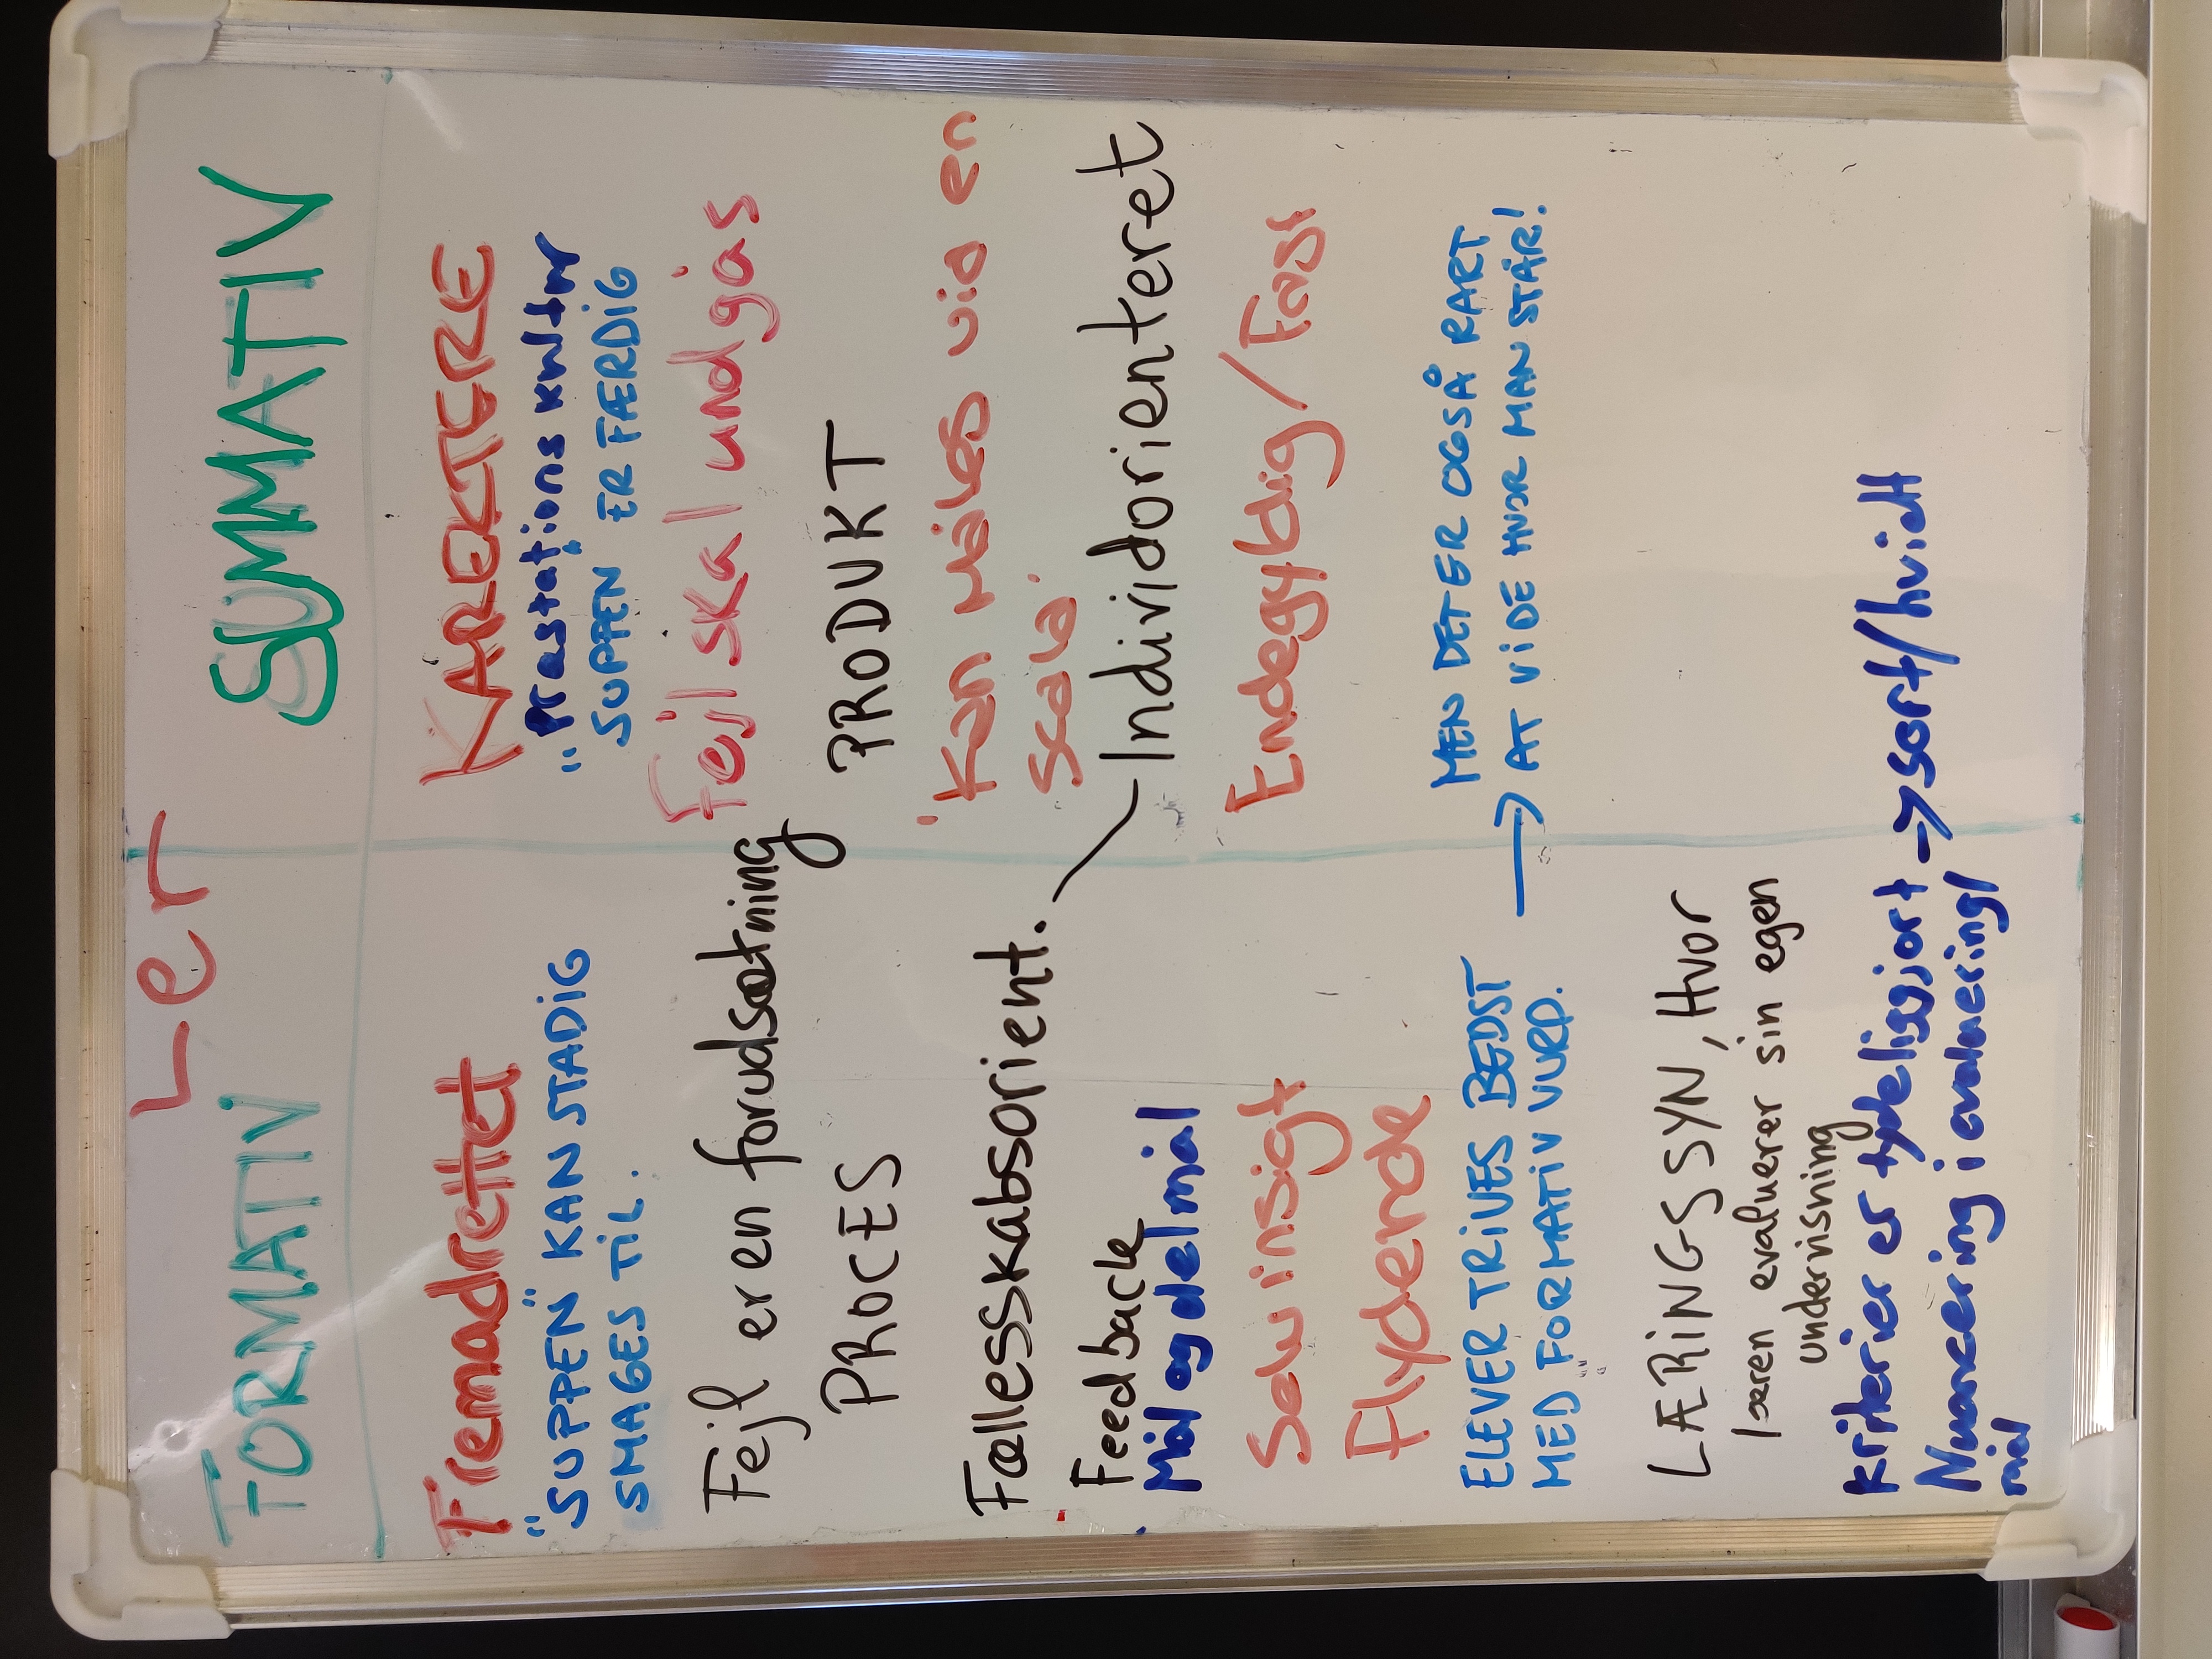 Ler
FORMATIV
SUMMATIV
Fremadrettet
"SUPPEN" KAN STADIG
SMAGES TIL.
Fejl er en forudsætning
PROCES
Fællesskabsorient.
Feedback
Mål og delmål
Selv insigt
Flydende
ELEVER TRIVES BEDST
MED FORMATIV VURD.
LÆRINGSSYN, Hvor
læren evaluerer sin egen
undervisning
kriterier er tydeliggjort
Nuancering i evaluering/
mål
KAREKTERE
Præstations kultur
"SUPPEN" ER FÆRDIG
Fejl skal undgås
PRODUKT
'Kan Måles via en
scala'
Individorienteret
Endegyldig/Fast
MEN DET ER OGSÅ RART
AT VIDE HVOR MAN STÅR!
→ sort/hvidt